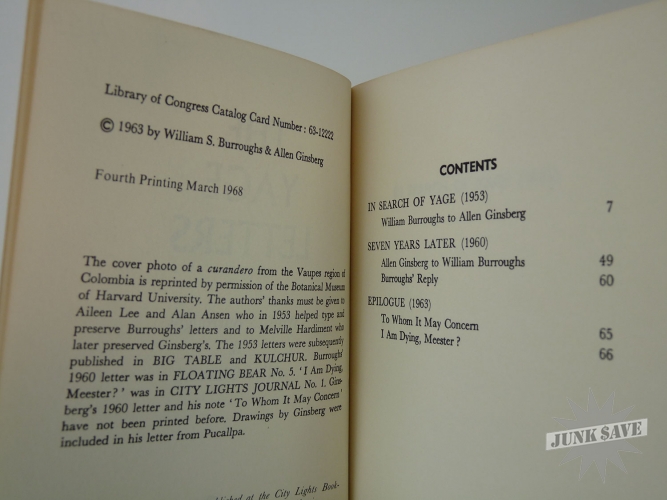 Library of Congress Catalog Card Number: 63-12222
© 1963 by William S. Burroughs & Allen Ginsberg
Fourth Printing March 1968
The cover photo of a curandero from the Vaupes region of
Colombia is reprinted by permission of the Botanical Museum
of Harvard University. The authors' thanks must be given to
Aileen Lee and Alan Ansen who in 1953 helped type and
preserve Burroughs' letters and to Melville Hardiment who
later preserved Ginsberg's. The 1953 letters were subsequently
published in BIG TABLE and KULCHUR. Burroughs'
1960 letter was in FLOATING BEAR No. 5. 'I Am Dying,
Meester?' was in CITY LIGHTS JOURNAL No. 1. Gins-
berg's 1960 letter and his note 'To Whom It May Concern'
have not been printed before. Drawings by Ginsberg were
included in his letter from Pucallpa.
at the City Lights Book-
CONTENTS
IN SEARCH OF YAGE (1953)
William Burroughs to Allen Ginsberg 7
SEVEN YEARS LATER (1960)
Allen Ginsberg to William Burroughs 49
Burroughs' Reply 60
EPILOGUE (1963)
To Whom It May Concern 65
I Am Dying, Meester? 66
JUNK SAVE